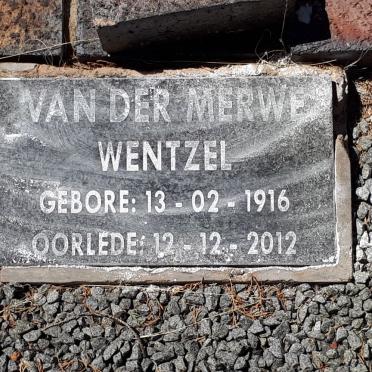 VAN DER MERWE
WENTZEL
GEBORE: 13 - 02 - 1916
OORLEDE: 12 - 12 - 2012